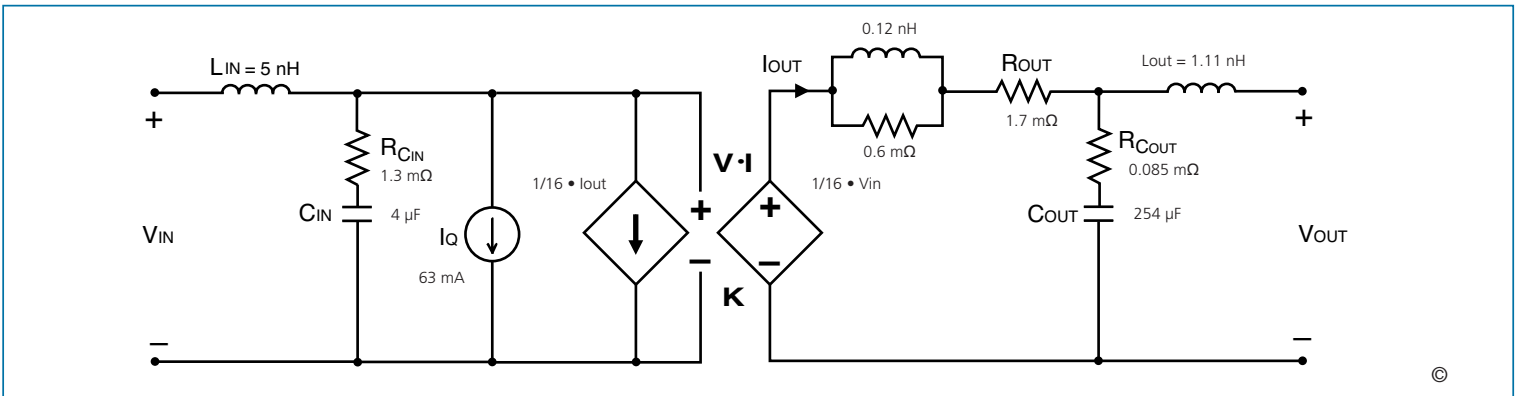 LIN = 5 nH
+
–
VIN
RCIN
1.3 mΩ
CIN
4 µF
IQ
63 mA
1/16 • Iout
+
–
V•I
K
1/16 • Vin
+
–
IOUT
0.12 nH
0.6 mΩ
ROUT
1.7 mΩ
Lout = 1.11 nH
RCOUT
0.085 mΩ
COUT
254 µF
+
–
VOUT
©